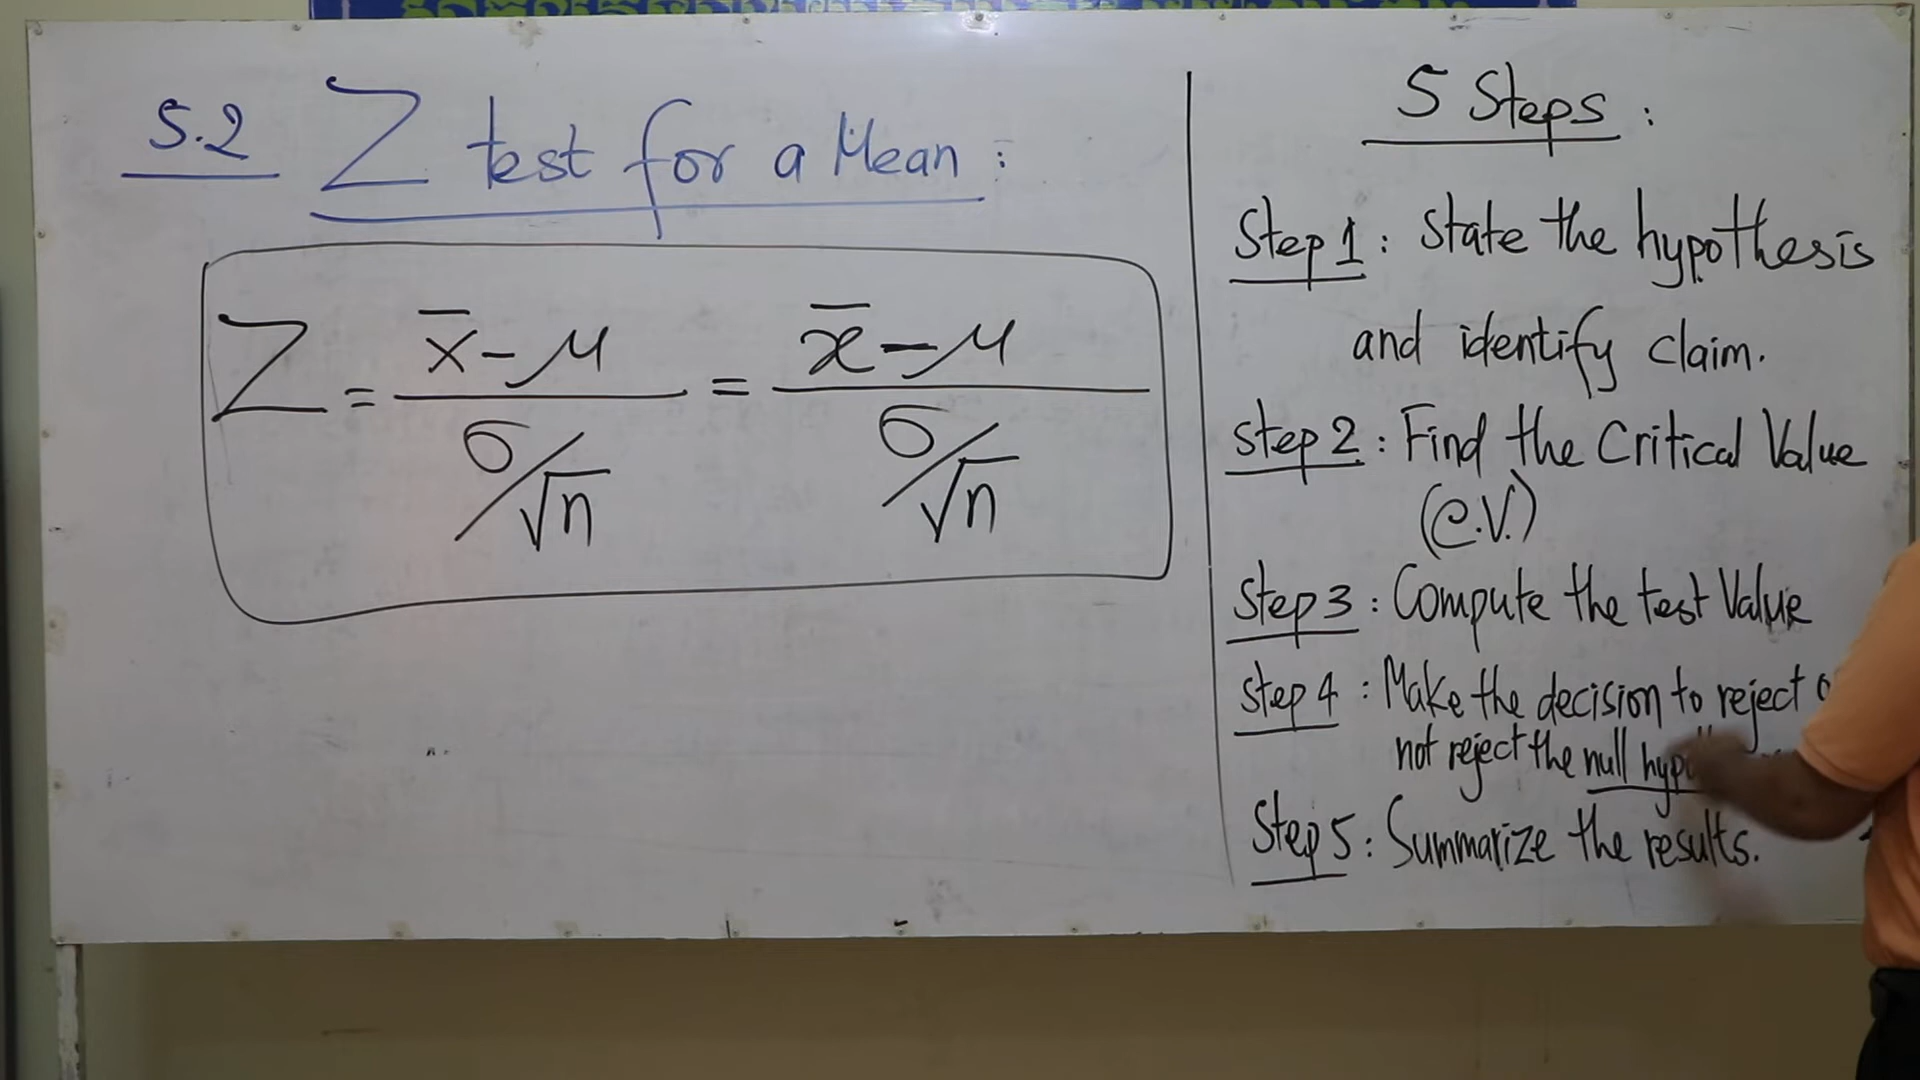 5.2 Z test for a Mean :
Z = x̄ - μ / σ/√n = x̄ - μ / σ/√n
5 Steps :
Step 1 : State the hypothesis
and identify claim.
Step 2 : Find the Critical Value
(C.V.)
Step 3 : Compute the test Value
Step 4 : Make the decision to reject
not reject the null
Step 5 : Summarize the results.